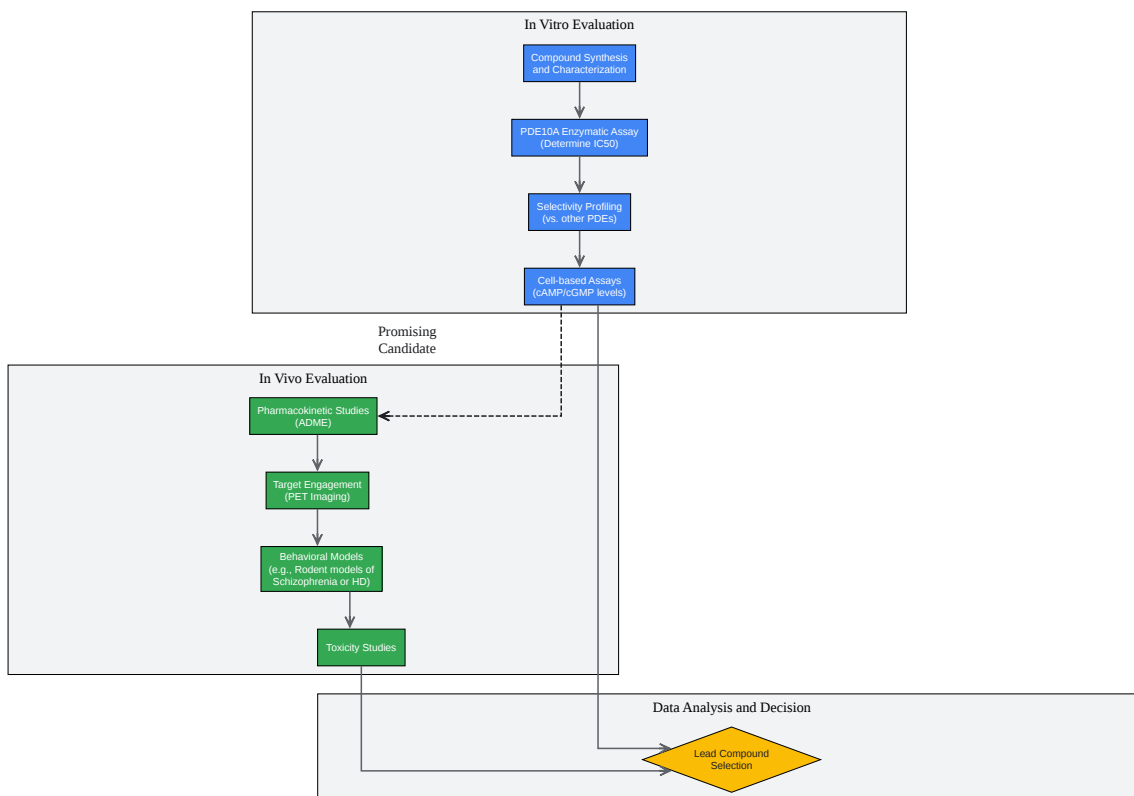 In Vitro Evaluation
Compound Synthesis
and Characterization
PDE10A Enzymatic Assay
(Determine IC50)
Selectivity Profiling
(vs. other PDEs)
Cell-based Assays
(cAMP/cGMP levels)
Promising
Candidate
In Vivo Evaluation
Pharmacokinetic Studies
(ADME)
Target Engagement
(PET Imaging)
Behavioral Models
(e.g., Rodent models of
Schizophrenia or HD)
Toxicity Studies
Data Analysis and Decision
Lead Compound
Selection